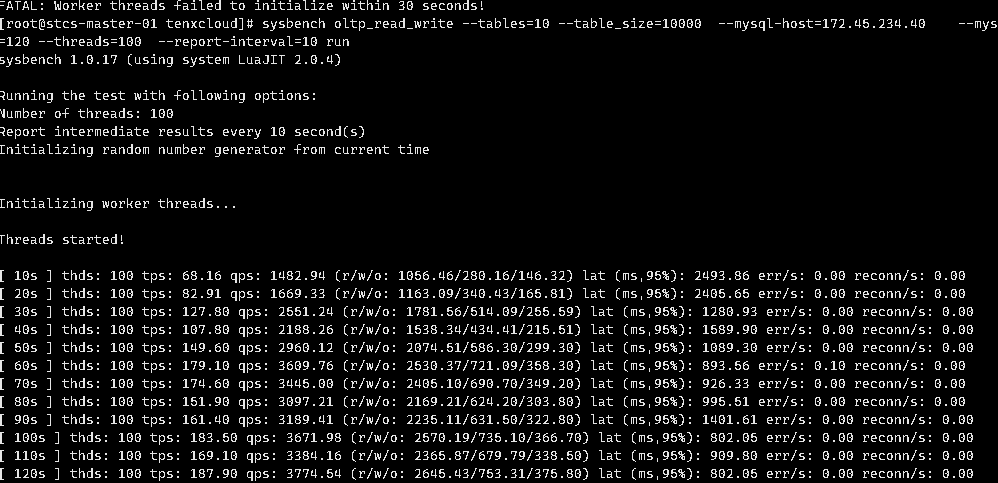 FATAL: Worker threads failed to initialize within 30 seconds!
[root@stcs-master-01 tenxcloud]# sysbench oltp_read_write --tables=10 --table_size=10000  --mysql-host=172.45.234.40    --mys
=120 --threads=100  --report-interval=10 run
sysbench 1.0.17 (using system LuaJIT 2.0.4)
Running the test with following options:
Number of threads: 100
Report intermediate results every 10 second(s)
Initializing random number generator from current time
Initializing worker threads...
Threads started!
[ 10s ] thds: 100 tps: 68.16 qps: 1482.94 (r/w/o: 1056.46/280.16/146.32) lat (ms,95%): 2493.86 err/s: 0.00 reconn/s: 0.00
[ 20s ] thds: 100 tps: 82.91 qps: 1669.33 (r/w/o: 1163.09/340.43/165.81) lat (ms,95%): 2405.65 err/s: 0.00 reconn/s: 0.00
[ 30s ] thds: 100 tps: 127.80 qps: 2551.24 (r/w/o: 1781.56/514.09/255.59) lat (ms,95%): 1280.93 err/s: 0.00 reconn/s: 0.00
[ 40s ] thds: 100 tps: 107.80 qps: 2188.26 (r/w/o: 1538.34/434.41/215.51) lat (ms,95%): 1589.90 err/s: 0.00 reconn/s: 0.00
[ 50s ] thds: 100 tps: 149.60 qps: 2960.12 (r/w/o: 2074.51/586.30/299.30) lat (ms,95%): 1089.30 err/s: 0.00 reconn/s: 0.00
[ 60s ] thds: 100 tps: 179.10 qps: 3609.76 (r/w/o: 2530.37/721.09/358.30) lat (ms,95%): 893.56 err/s: 0.10 reconn/s: 0.00
[ 70s ] thds: 100 tps: 174.60 qps: 3445.00 (r/w/o: 2405.10/690.70/349.20) lat (ms,95%): 926.33 err/s: 0.00 reconn/s: 0.00
[ 80s ] thds: 100 tps: 151.90 qps: 3097.21 (r/w/o: 2169.21/624.20/303.80) lat (ms,95%): 995.51 err/s: 0.00 reconn/s: 0.00
[ 90s ] thds: 100 tps: 161.40 qps: 3189.41 (r/w/o: 2235.11/631.50/322.80) lat (ms,95%): 1401.61 err/s: 0.00 reconn/s: 0.00
[ 100s ] thds: 100 tps: 183.50 qps: 3671.98 (r/w/o: 2570.19/735.10/366.70) lat (ms,95%): 802.05 err/s: 0.00 reconn/s: 0.00
[ 110s ] thds: 100 tps: 169.10 qps: 3384.16 (r/w/o: 2365.87/679.79/338.50) lat (ms,95%): 909.80 err/s: 0.00 reconn/s: 0.00
[ 120s ] thds: 100 tps: 187.90 qps: 3774.54 (r/w/o: 2645.43/753.31/375.80) lat (ms,95%): 802.05 err/s: 0.00 reconn/s: 0.00